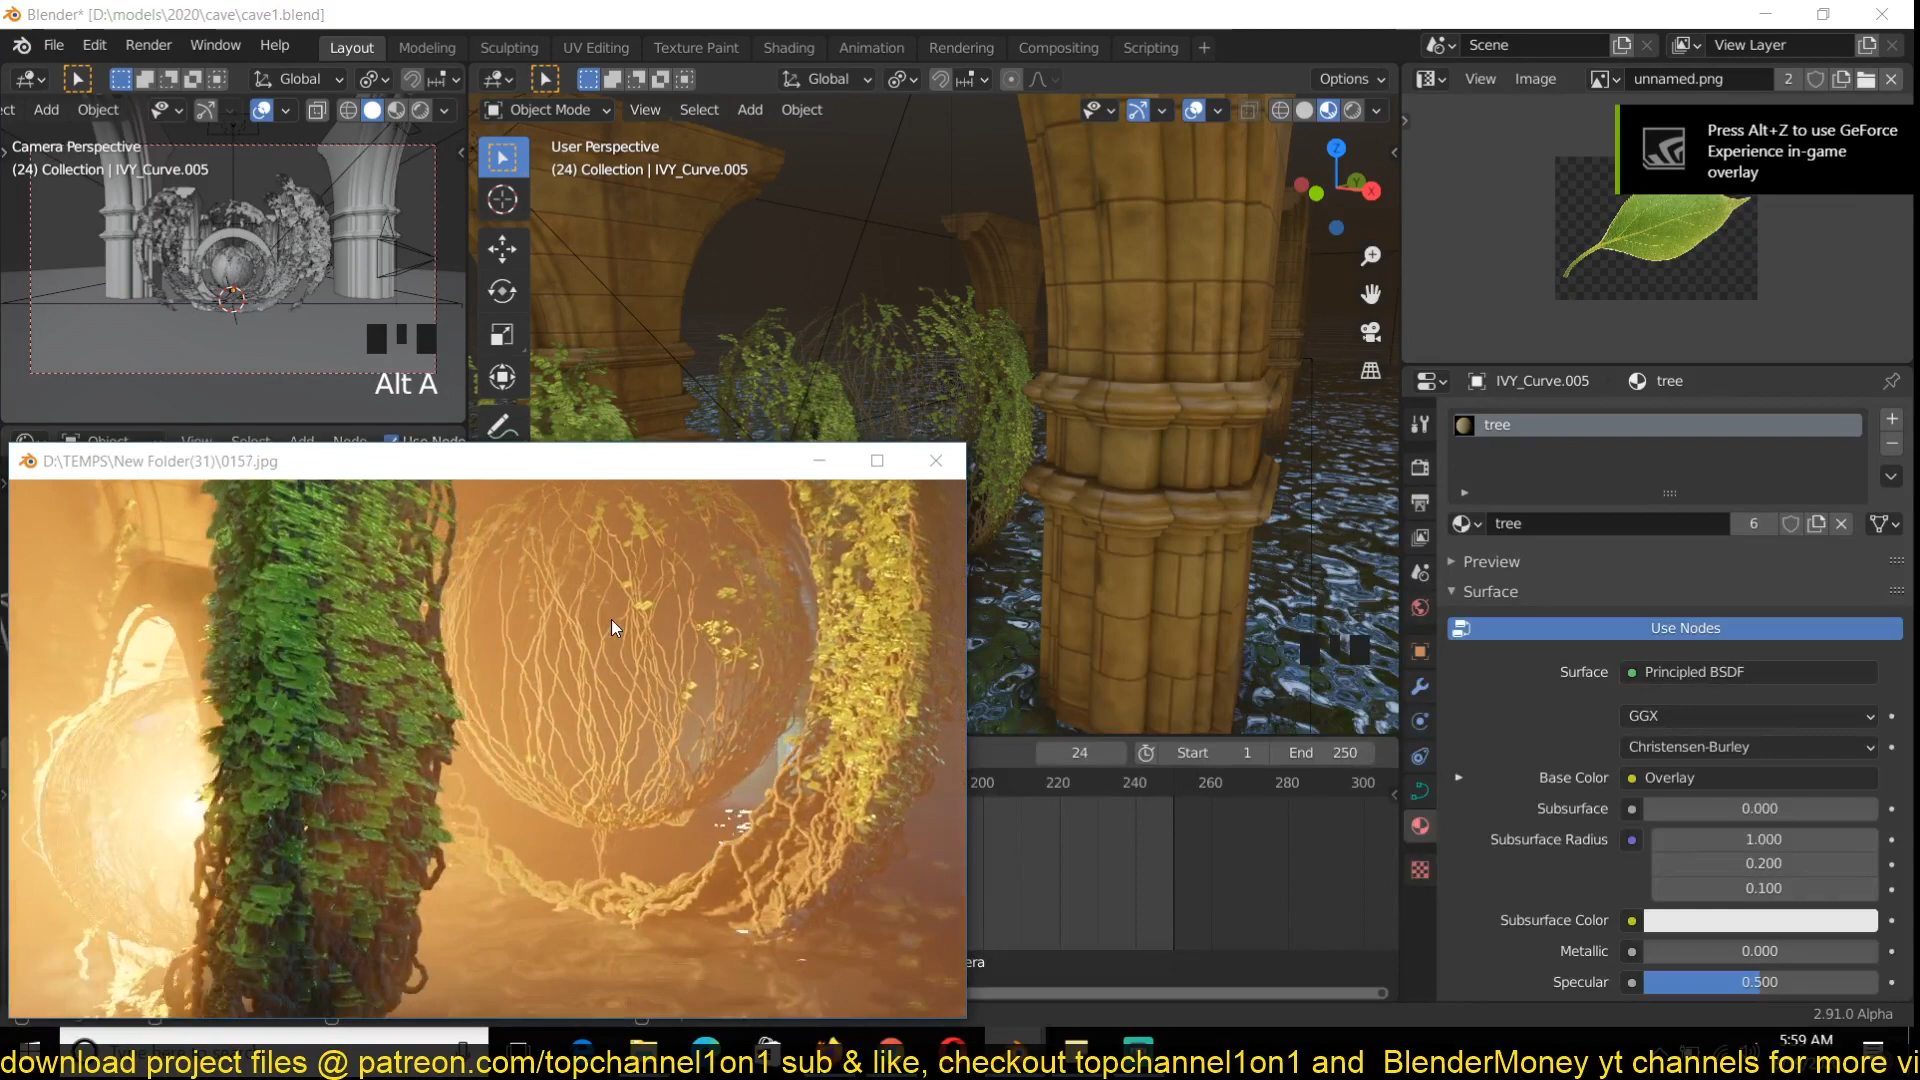 Blender* [D:\models\2020\cave\cave1.blend]
File Edit Render Window Help
Layout Modeling Sculpting UV Editing Texture Paint Shading Animation Rendering Compositing Scripting +
Scene
View Layer
Global
Global
Options
View Image
unnamed.png
2
Add Object
Object Mode View Select Add Object
Camera Perspective
(24) Collection | IVY_Curve.005
User Perspective
(24) Collection | IVY_Curve.005
Z
X
Y
Press Alt+Z to use GeForce
Experience in-game
overlay
Alt A
IVY_Curve.005 tree
tree
D:\TEMPS\New Folder(31)\0157.jpg
tree 6
Preview
Surface
Use Nodes
Surface Principled BSDF
GGX
Christensen-Burley
Base Color Overlay
Subsurface 0.000
Subsurface Radius 1.000
0.200
0.100
Subsurface Color
Metallic 0.000
Specular 0.500
24 Start 1 End 250
200 220 240 260 280 300
era
2.91.0 Alpha
5:59 AM
download project files @ patreon.com/topchannel1on1 sub & like, checkout topchannel1on1 and BlenderMoney yt channels for more vi